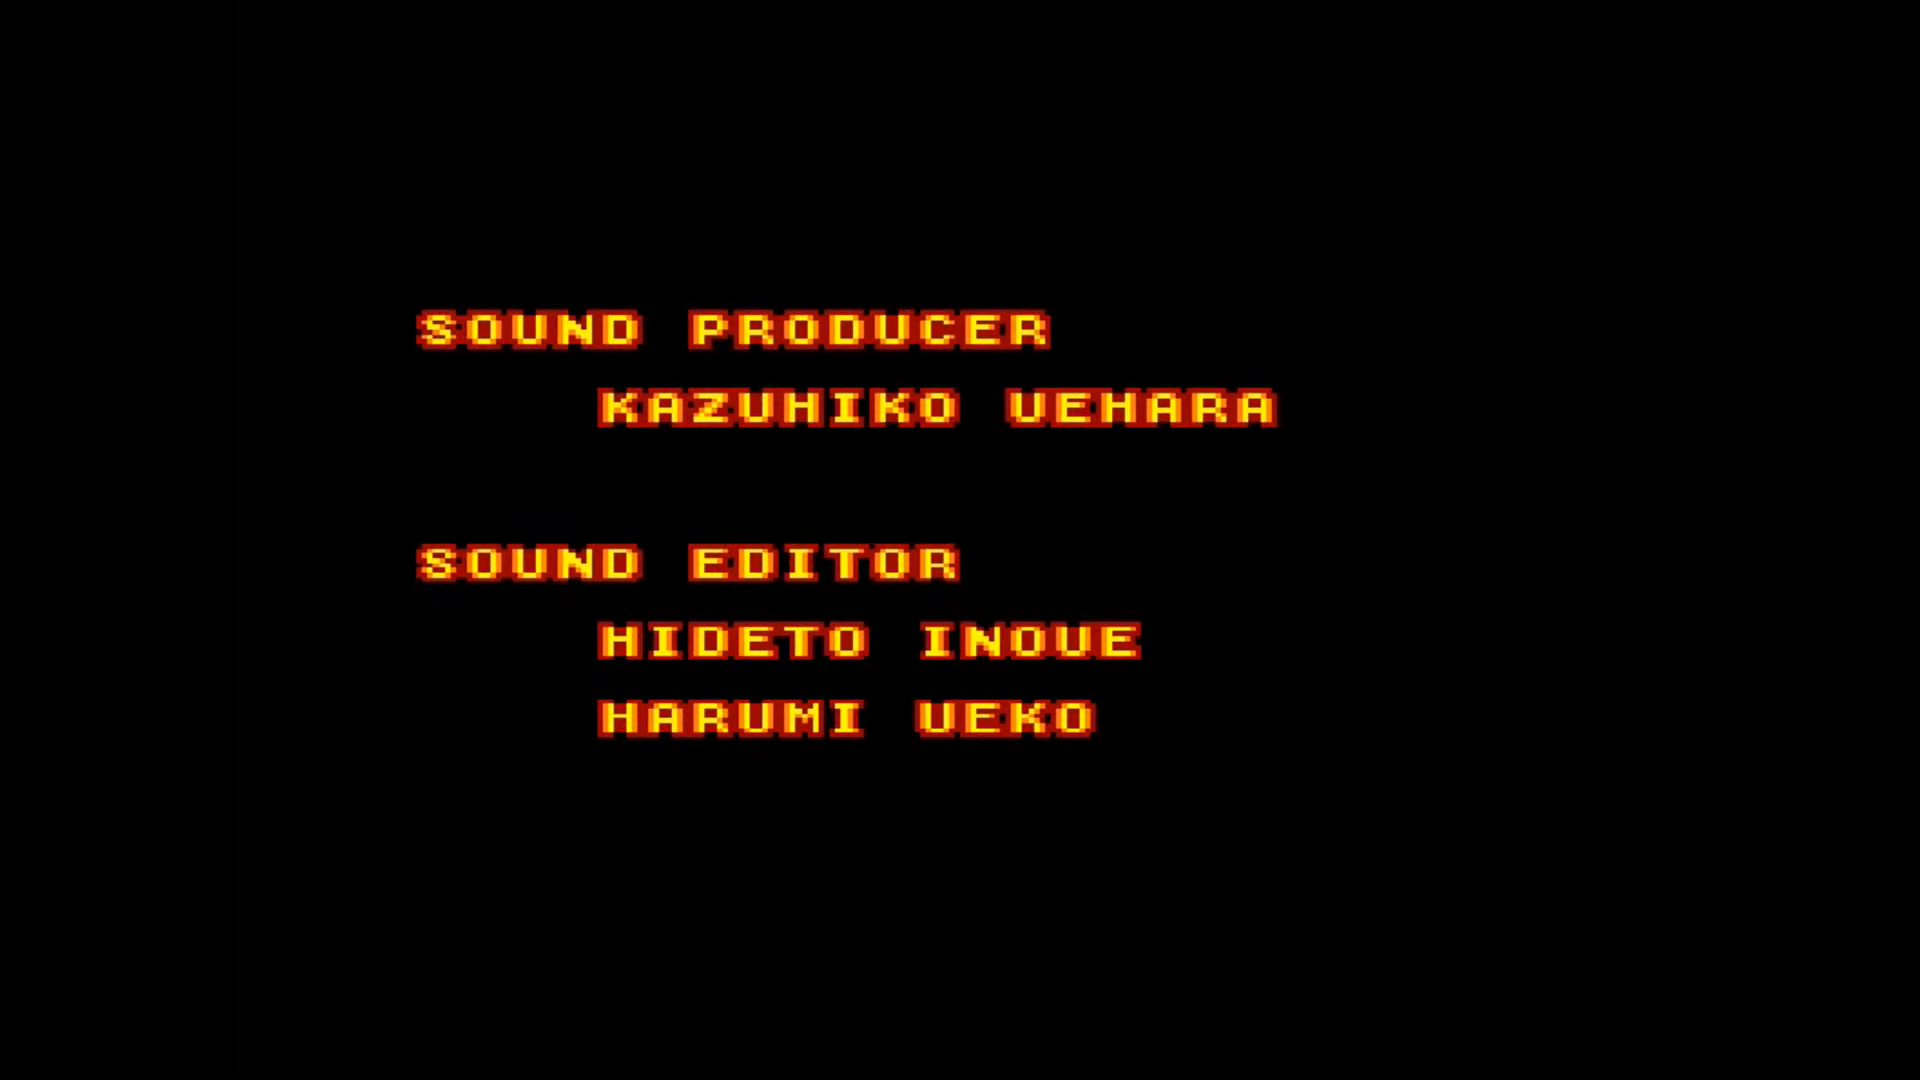 SOUND PRODUCER
KAZUHIKO UEHARA
SOUND EDITOR
HIDETO INOUE
HARUMI UEKO